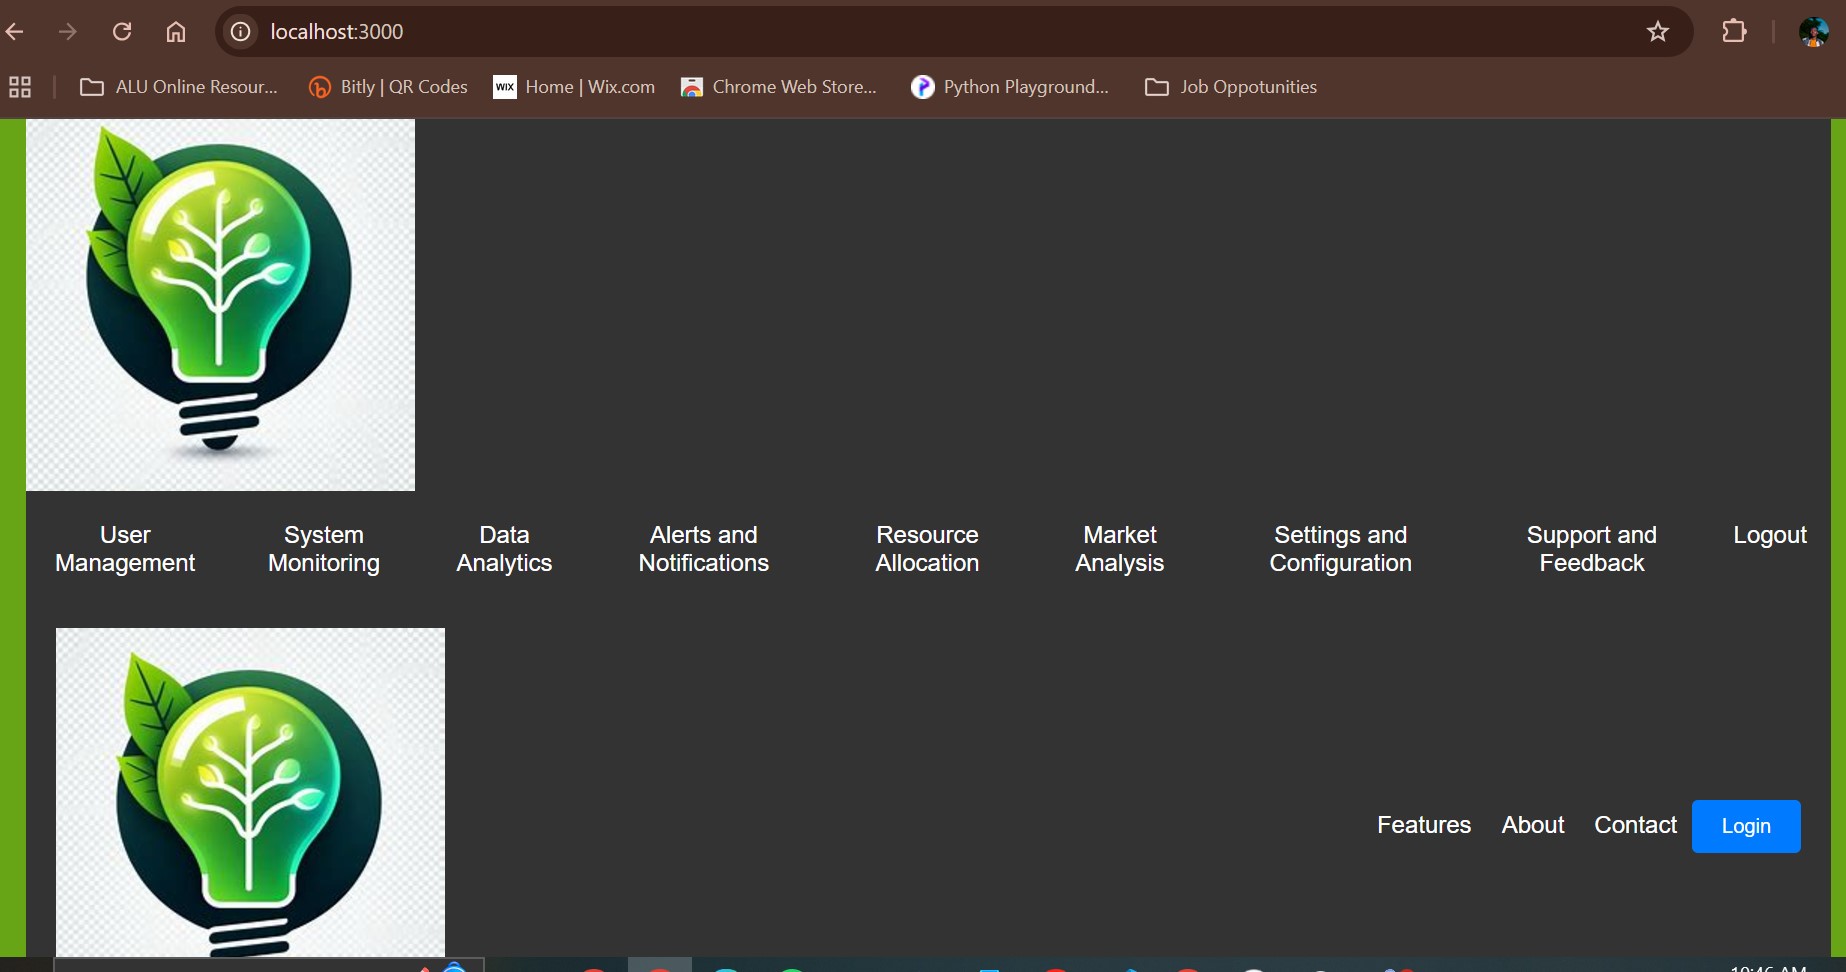 localhost:3000
ALU Online Resour...
Bitly | QR Codes
WIX
Home | Wix.com
Chrome Web Store...
Python Playground...
Job Oppotunities
User
Management
System
Monitoring
Data
Analytics
Alerts and
Notifications
Resource
Allocation
Market
Analysis
Settings and
Configuration
Support and
Feedback
Logout
Features
About
Contact
Login